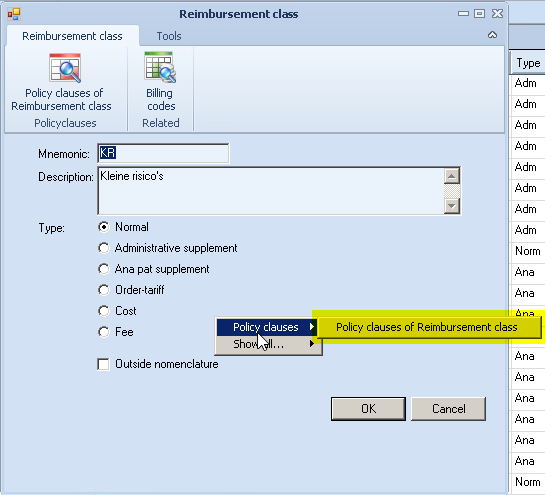 Reimbursement class
Reimbursement class Tools
Policy clauses of
Reimbursement class
Policyclauses
Billing
codes
Related
Mnemonic: KR
Description: Kleine risico's
Type: Normal
Administrative supplement
Ana pat supplement
Order-tariff
Cost
Fee
Policy clauses
Policy clauses of Reimbursement class
Outside nomenclature
OK Cancel
Type
Adm
Adm
Adm
Adm
Adm
Adm
Adm
Adm
Norm
Ana
Ana
Ana
Ana
Ana
Ana
Ana
Ana
Ana
Norm